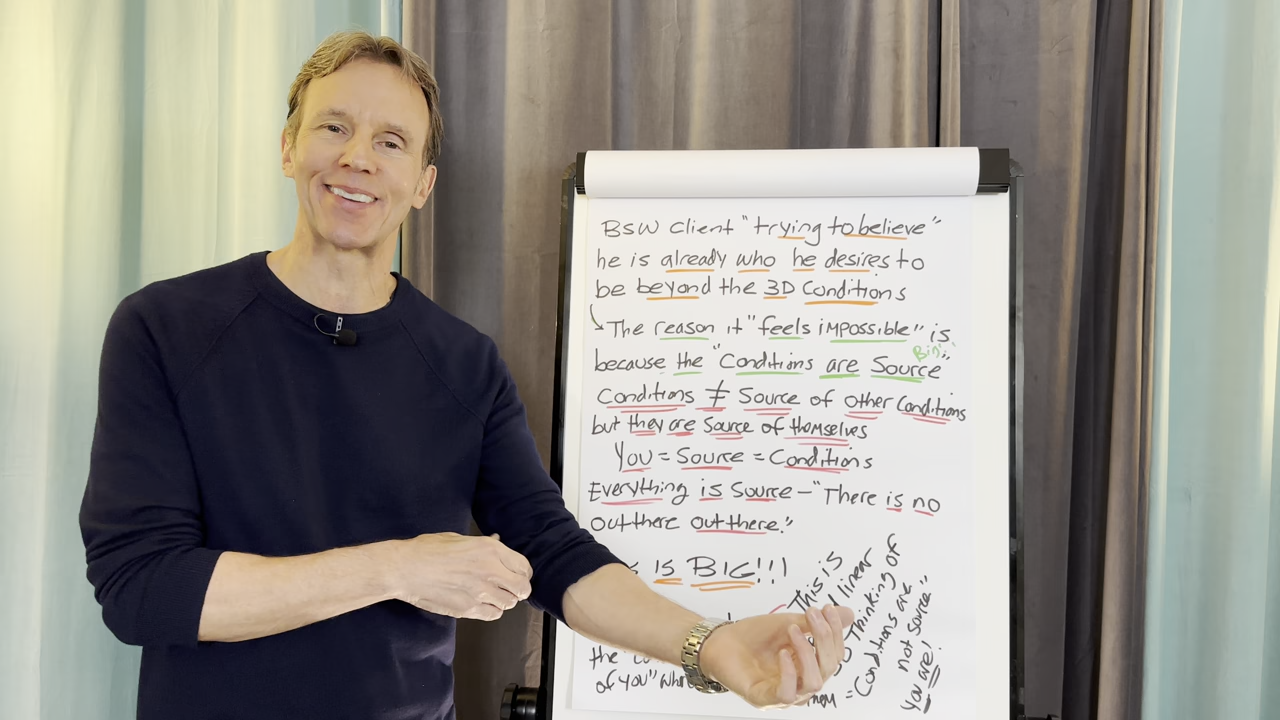 BSW Client "trying to believe"
he is already who he desires to
be beyond the 3D Conditions
The reason it "feels impossible" is
because the "Conditions are Source"
Conditions ≠ Source of other Conditions
but they are Source of themselves
You = Source = Conditions
Everything is Source - "There is no
out there out there."
is BIG!!!
the
of you"
This is
linear
Thinking of
"Conditions are
not Source"
you are!